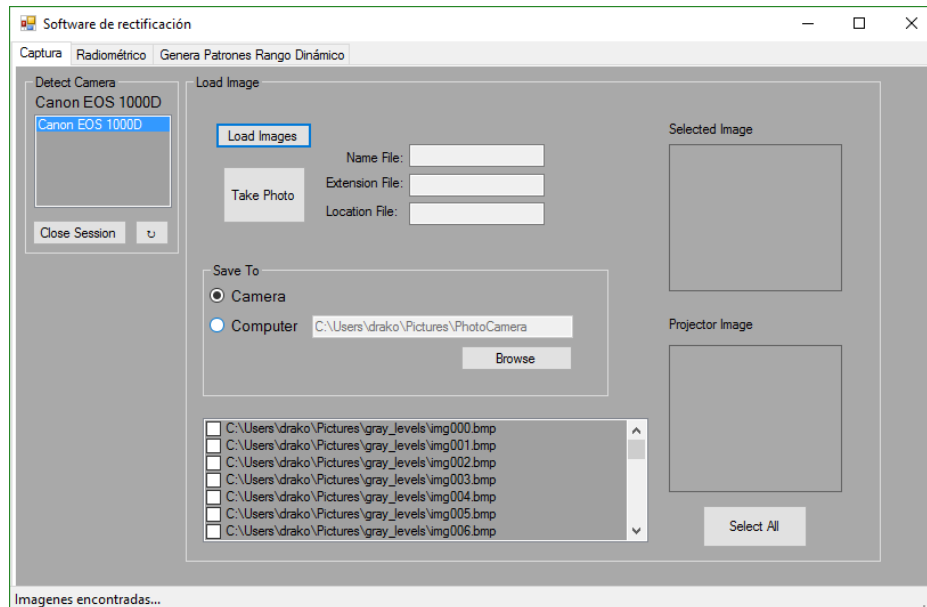 Software de rectificación
Captura Radiométrico Genera Patrones Rango Dinámico
Detect Camera
Canon EOS 1000D
Canon EOS 1000D
Close Session ↻
Load Image
Load Images
Take Photo
Name File:
Extension File:
Location File:
Save To
Camera
Computer C:\Users\drako\Pictures\PhotoCamera
Browse
C:\Users\drako\Pictures\gray_levels\img000.bmp
C:\Users\drako\Pictures\gray_levels\img001.bmp
C:\Users\drako\Pictures\gray_levels\img002.bmp
C:\Users\drako\Pictures\gray_levels\img003.bmp
C:\Users\drako\Pictures\gray_levels\img004.bmp
C:\Users\drako\Pictures\gray_levels\img005.bmp
C:\Users\drako\Pictures\gray_levels\img006.bmp
Selected Image
Projector Image
Select All
Imagenes encontradas...